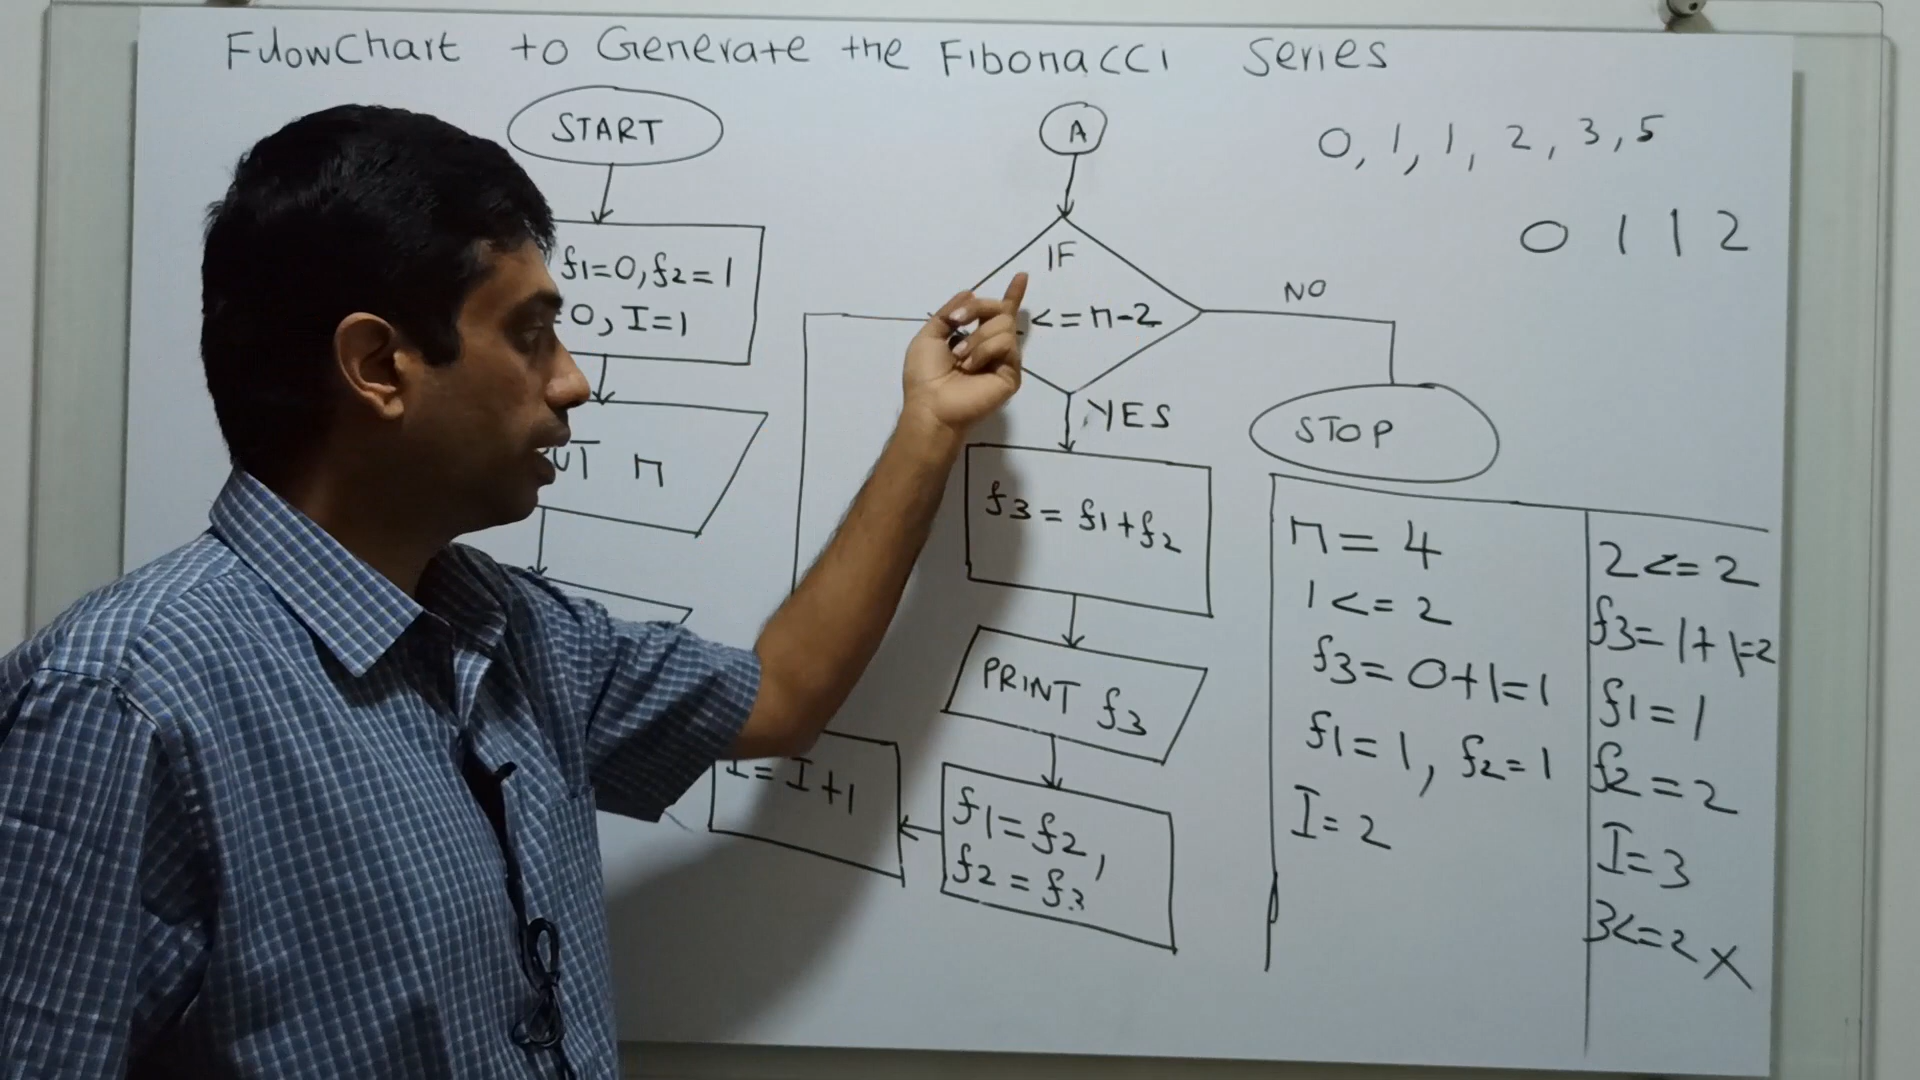 FlowChart to Generate the Fibonacci Series
START
f1=0, f2=1
=0, I=1
UT n
A
IF
<= n-2
NO
YES
STOP
f3 = f1+f2
PRINT f3
f1=f2,
f2=f3
I = I+1
0, 1, 1, 2, 3, 5
0 1 1 2
n = 4
1 <= 2
f3 = 0+1=1
f1=1, f2=1
I=2
2 <= 2
f3=1+1=2
f1=1
f2=2
I=3
3<=2 X